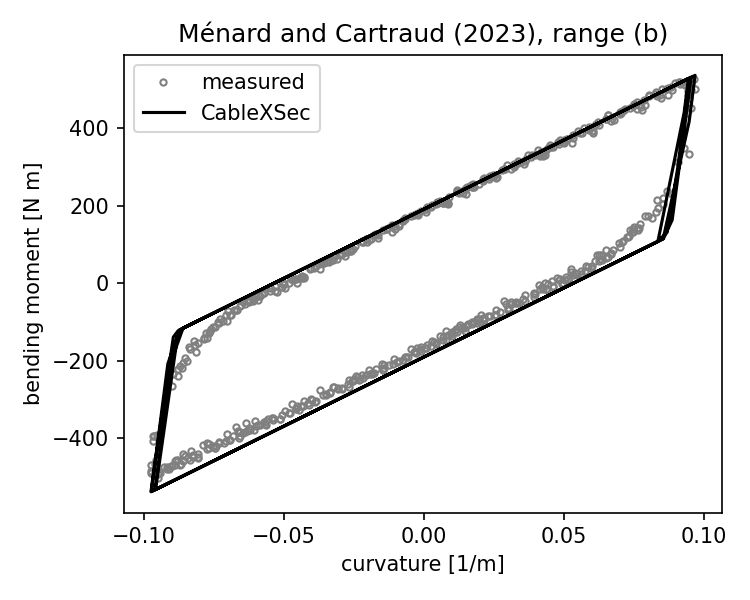 Ménard and Cartraud (2023), range (b)
measured
CableXSec
bending moment [N m]
400
200
0
−200
−400
−0.10
−0.05
0.00
0.05
0.10
curvature [1/m]